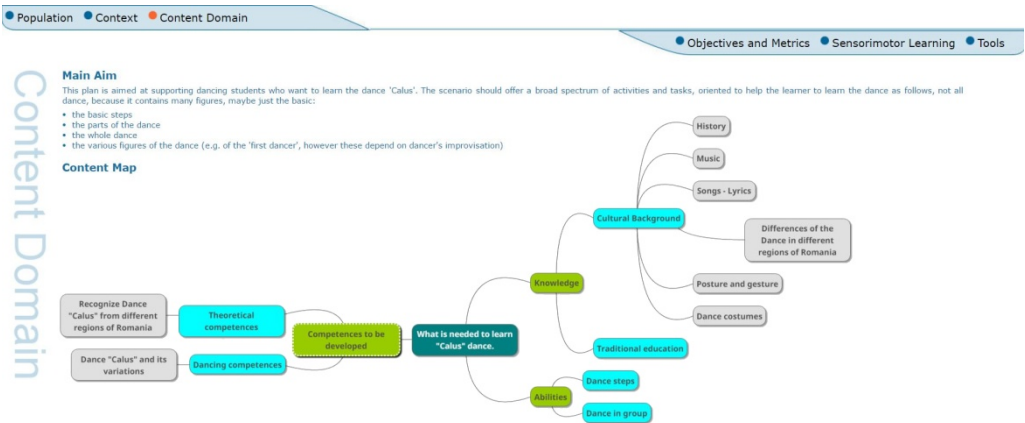 Population Context Content Domain
Objectives and Metrics Sensorimotor Learning Tools
Content Domain
Main Aim
This plan is aimed at supporting dancing students who want to learn the dance 'Calus'. The scenario should offer a broad spectrum of activities and tasks, oriented to help the learner to learn the dance as follows, not all
dance, because it contains many figures, maybe just the basic:
• the basic steps
• the parts of the dance
• the whole dance
• the various figures of the dance (e.g. of the 'first dancer', however these depend on dancer's improvisation)
Content Map
History
Music
Songs - Lyrics
Cultural Background
Differences of the
Dance in different
regions of Romania
Knowledge
Posture and gesture
Dance costumes
Traditional education
Recognize Dance
"Calus" from different
regions of Romania
Theoretical
competences
Competences to be
developed
What is needed to learn
"Calus" dance.
Dance "Calus" and its
variations
Dancing competences
Abilities
Dance steps
Dance in group